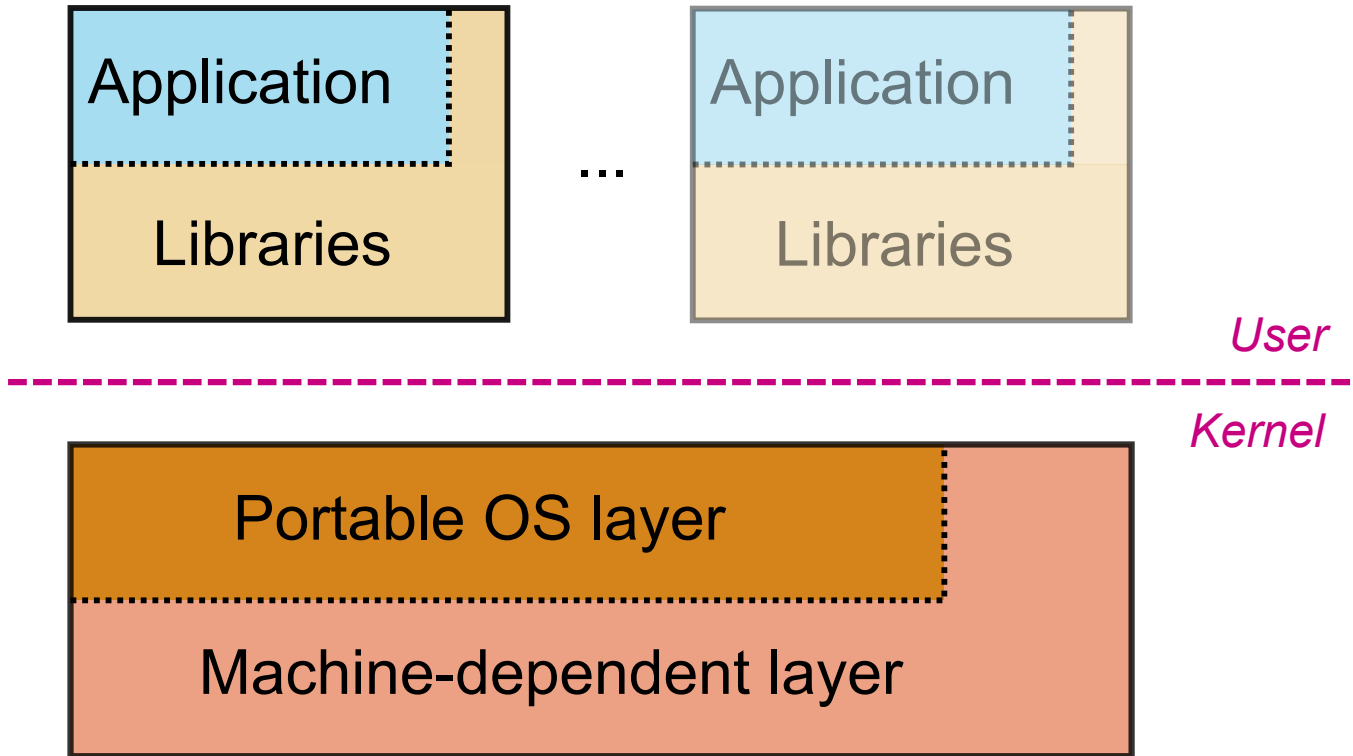 Application
Application
...
Libraries
Libraries
User
Kernel
Portable OS layer
Machine-dependent layer